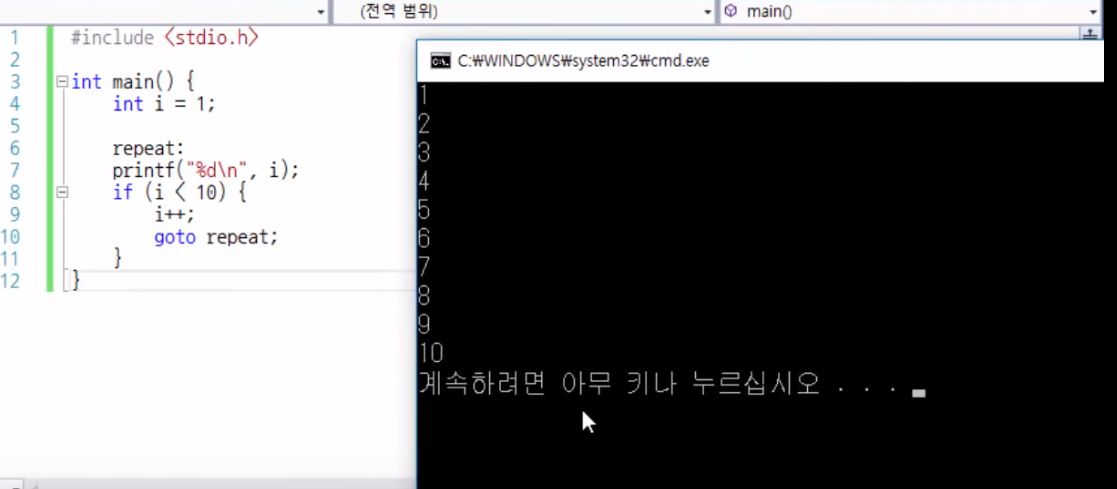 (전역 범위)
main()
1 #include <stdio.h>
2
3 int main() {
4 int i = 1;
5
6 repeat:
7 printf("%d\n", i);
8 if (i < 10) {
9 i++;
10 goto repeat;
11 }
12 }
C:₩WINDOWS₩system32₩cmd.exe
1
2
3
4
5
6
7
8
9
10
계속하려면 아무 키나 누르십시오 . . .